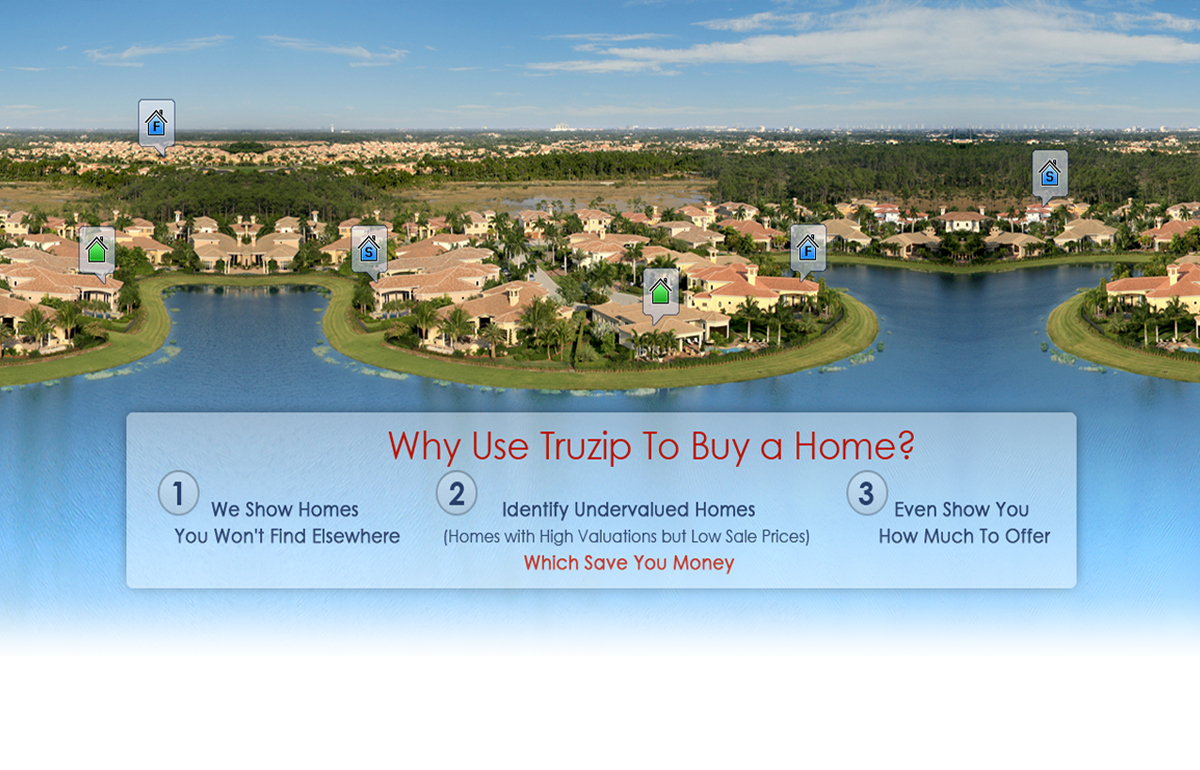 F
S
S
F
Why Use Truzip To Buy a Home?
1
We Show Homes
You Won't Find Elsewhere
2
Identify Undervalued Homes
(Homes with High Valuations but Low Sale Prices)
Which Save You Money
3
Even Show You
How Much To Offer